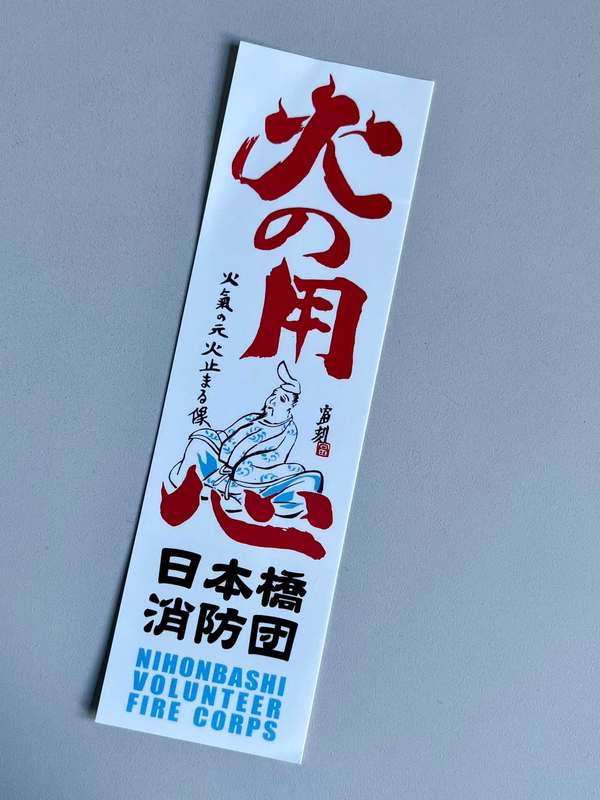 火の用心
火氣の元 火止まる
日本橋
消防団
NIHONBASHI
VOLUNTEER
FIRE CORPS